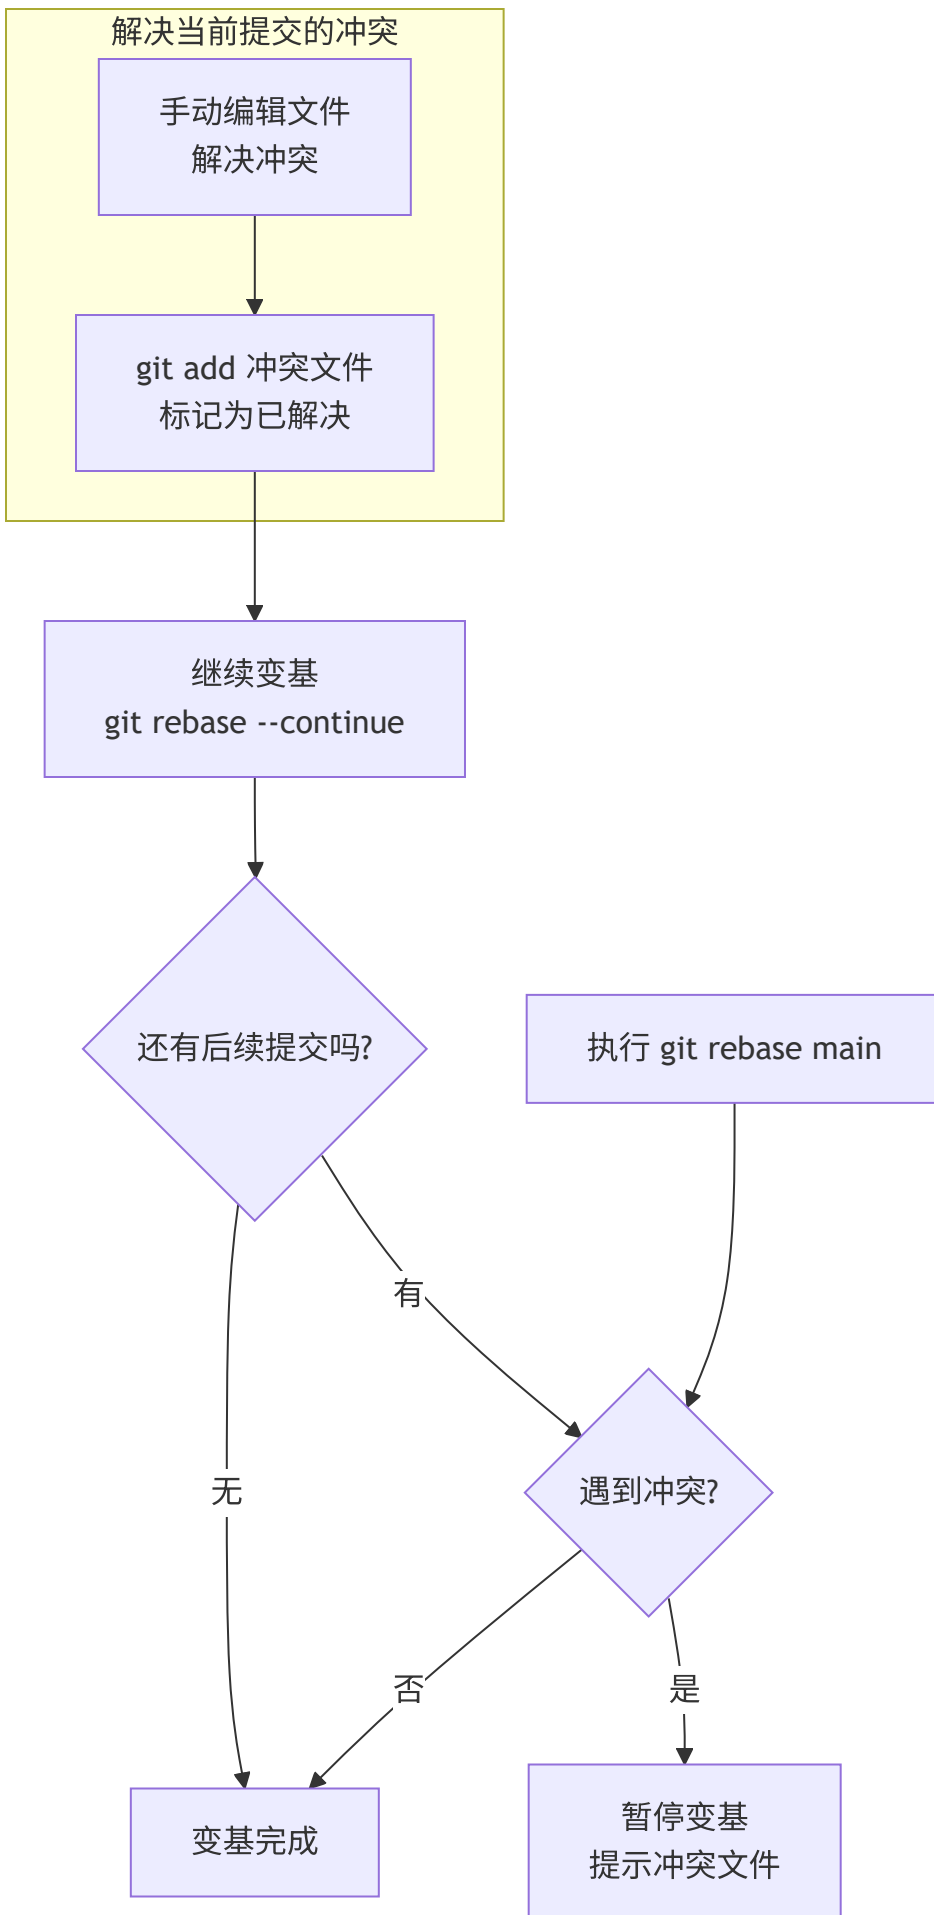 解决当前提交的冲突
手动编辑文件
解决冲突
git add 冲突文件
标记为已解决
继续变基
git rebase --continue
还有后续提交吗?
执行 git rebase main
有
无
遇到冲突?
否
是
变基完成
暂停变基
提示冲突文件